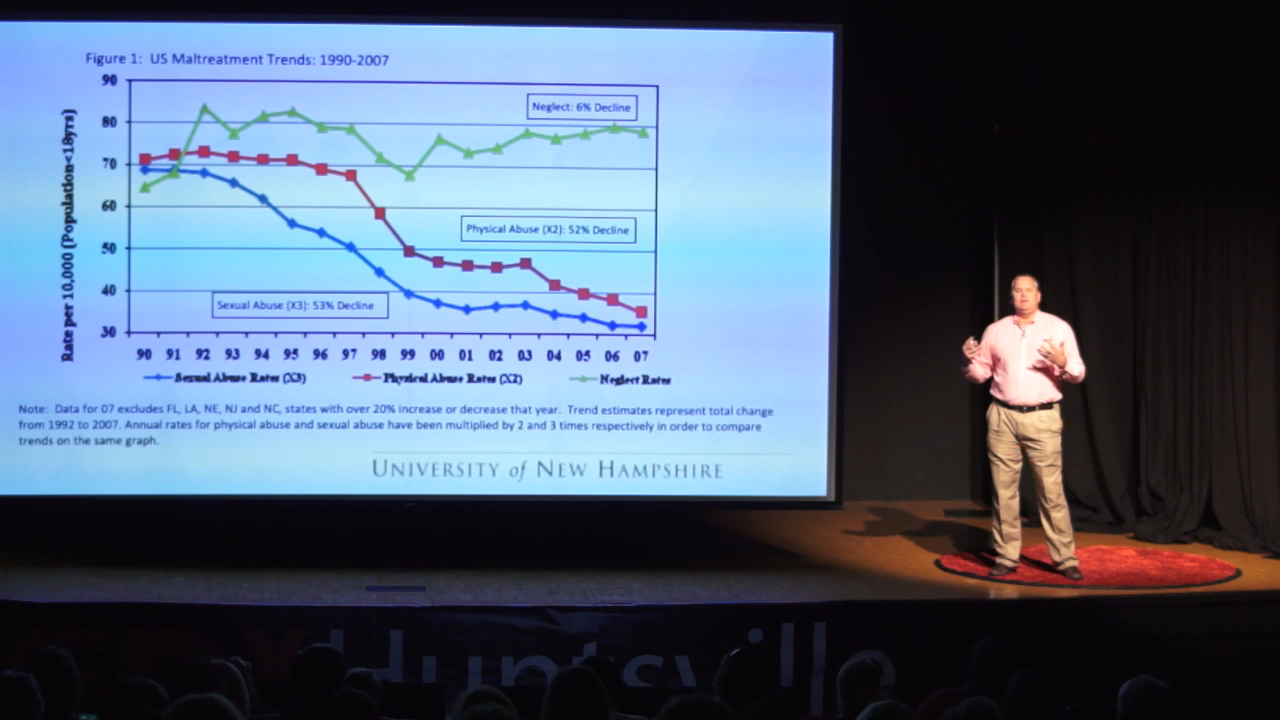 Figure 1: US Maltreatment Trends: 1990-2007
90
80
70
60
50
40
30
Rate per 10,000 (Population<18yrs)
Neglect: 6% Decline
Physical Abuse (X2): 52% Decline
Sexual Abuse (X3): 53% Decline
90 91 92 93 94 95 96 97 98 99 00 01 02 03 04 05 06 07
Sexual Abuse Rates (X3) Physical Abuse Rates (X2) Neglect Rates
Note: Data for 07 excludes FL, LA, NE, NJ and NC, states with over 20% increase or decrease that year. Trend estimates represent total change
from 1992 to 2007. Annual rates for physical abuse and sexual abuse have been multiplied by 2 and 3 times respectively in order to compare
trends on the same graph.
UNIVERSITY of NEW HAMPSHIRE
Huntsville